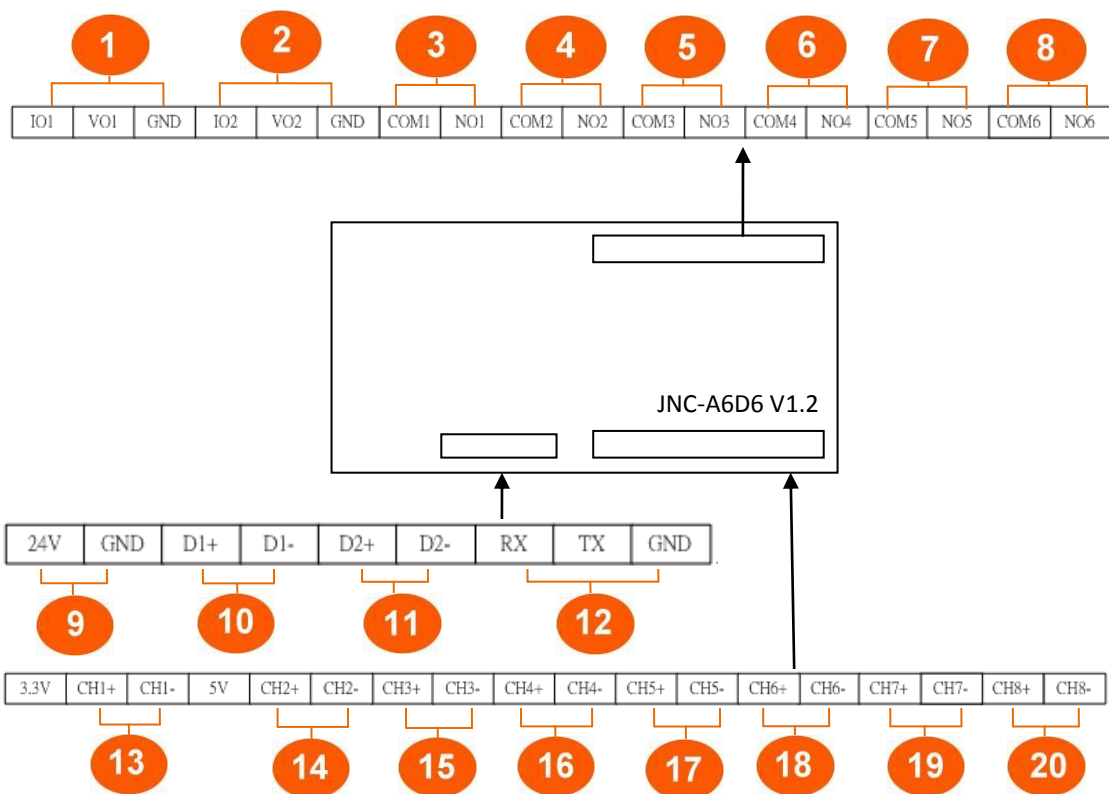 1 2 3 4 5 6 7 8
IO1 VO1 GND IO2 VO2 GND COM1 NO1 COM2 NO2 COM3 NO3 COM4 NO4 COM5 NO5 COM6 NO6
JNC-A6D6 V1.2
24V GND D1+ D1- D2+ D2- RX TX GND
9 10 11 12
3.3V CH1+ CH1- 5V CH2+ CH2- CH3+ CH3- CH4+ CH4- CH5+ CH5- CH6+ CH6- CH7+ CH7- CH8+ CH8-
13 14 15 16 17 18 19 20